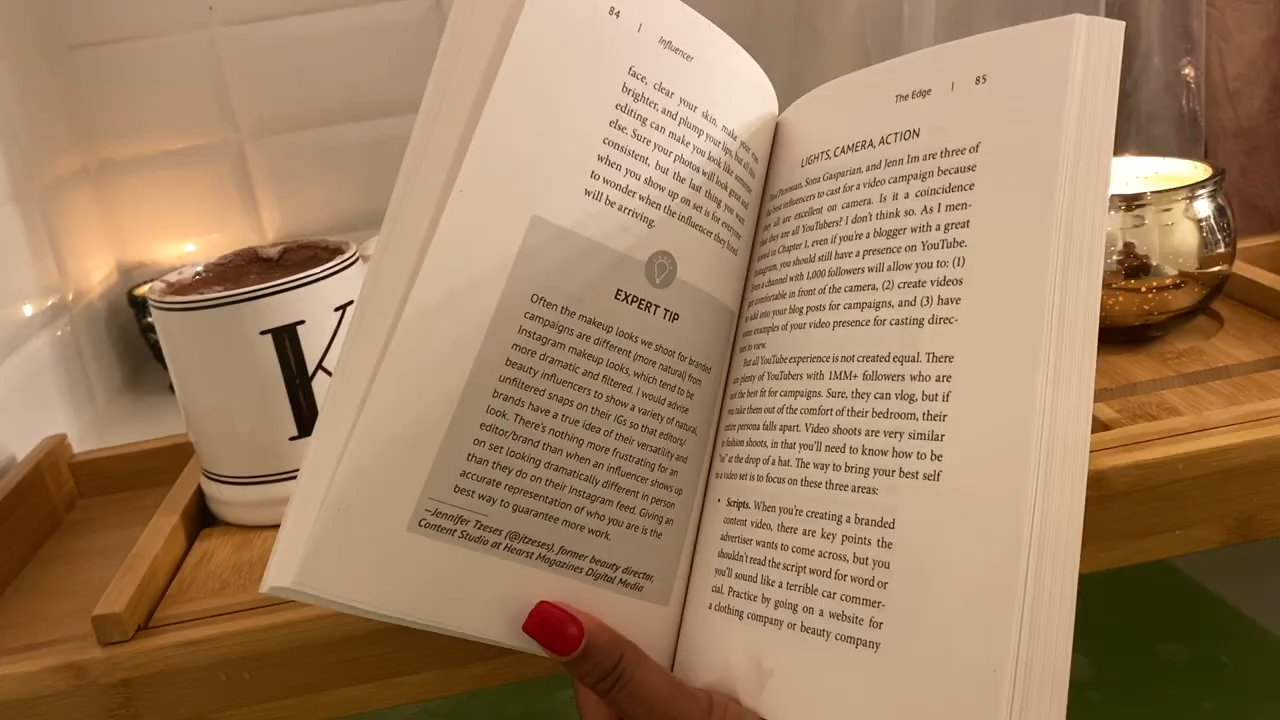 K
84 | Influencer
face, clear your skin, make your eyes
brighter, and plump your lips, but all this
editing can make you look like someone
else. Sure your photos will look great and
consistent, but the last thing you want
when you show up on set is for everyone
to wonder when the influencer they hired
will be arriving.
EXPERT TIP
Often the makeup looks we shoot for branded
campaigns are different (more natural) from
Instagram makeup looks, which tend to be
more dramatic and filtered. I would advise
beauty influencers to show a variety of natural,
unfiltered snaps on their IGs so that editors/
brands have a true idea of their versatility and
look. There's nothing more frustrating for an
editor/brand than when an influencer shows up
on set looking dramatically different in person
than they do on their Instagram feed. Giving an
accurate representation of who you are is the
best way to guarantee more work.
—Jennifer Tzeses (@jtzeses), former beauty director,
Content Studio at Hearst Magazines Digital Media
The Edge | 85
LIGHTS, CAMERA, ACTION
Panosian, Sona Gasparian, and Jenn Im are three of
the best influencers to cast for a video campaign because
they all are excellent on camera. Is it a coincidence
that they are all YouTubers? I don't think so. As I men-
tioned in Chapter 1, even if you're a blogger with a great
Instagram, you should still have a presence on YouTube.
Even a channel with 1,000 followers will allow you to: (1)
get comfortable in front of the camera, (2) create videos
to add into your blog posts for campaigns, and (3) have
some examples of your video presence for casting direc-
tors to view.
But all YouTube experience is not created equal. There
are plenty of YouTubers with 1MM+ followers who are
not the best fit for campaigns. Sure, they can vlog, but if
you take them out of the comfort of their bedroom, their
entire persona falls apart. Video shoots are very similar
to fashion shoots, in that you'll need to know how to be
"on" at the drop of a hat. The way to bring your best self
to a video set is to focus on these three areas:
• Scripts. When you're creating a branded
content video, there are key points the
advertiser wants to come across, but you
shouldn't read the script word for word or
you'll sound like a terrible car commer-
cial. Practice by going on a website for
a clothing company or beauty company